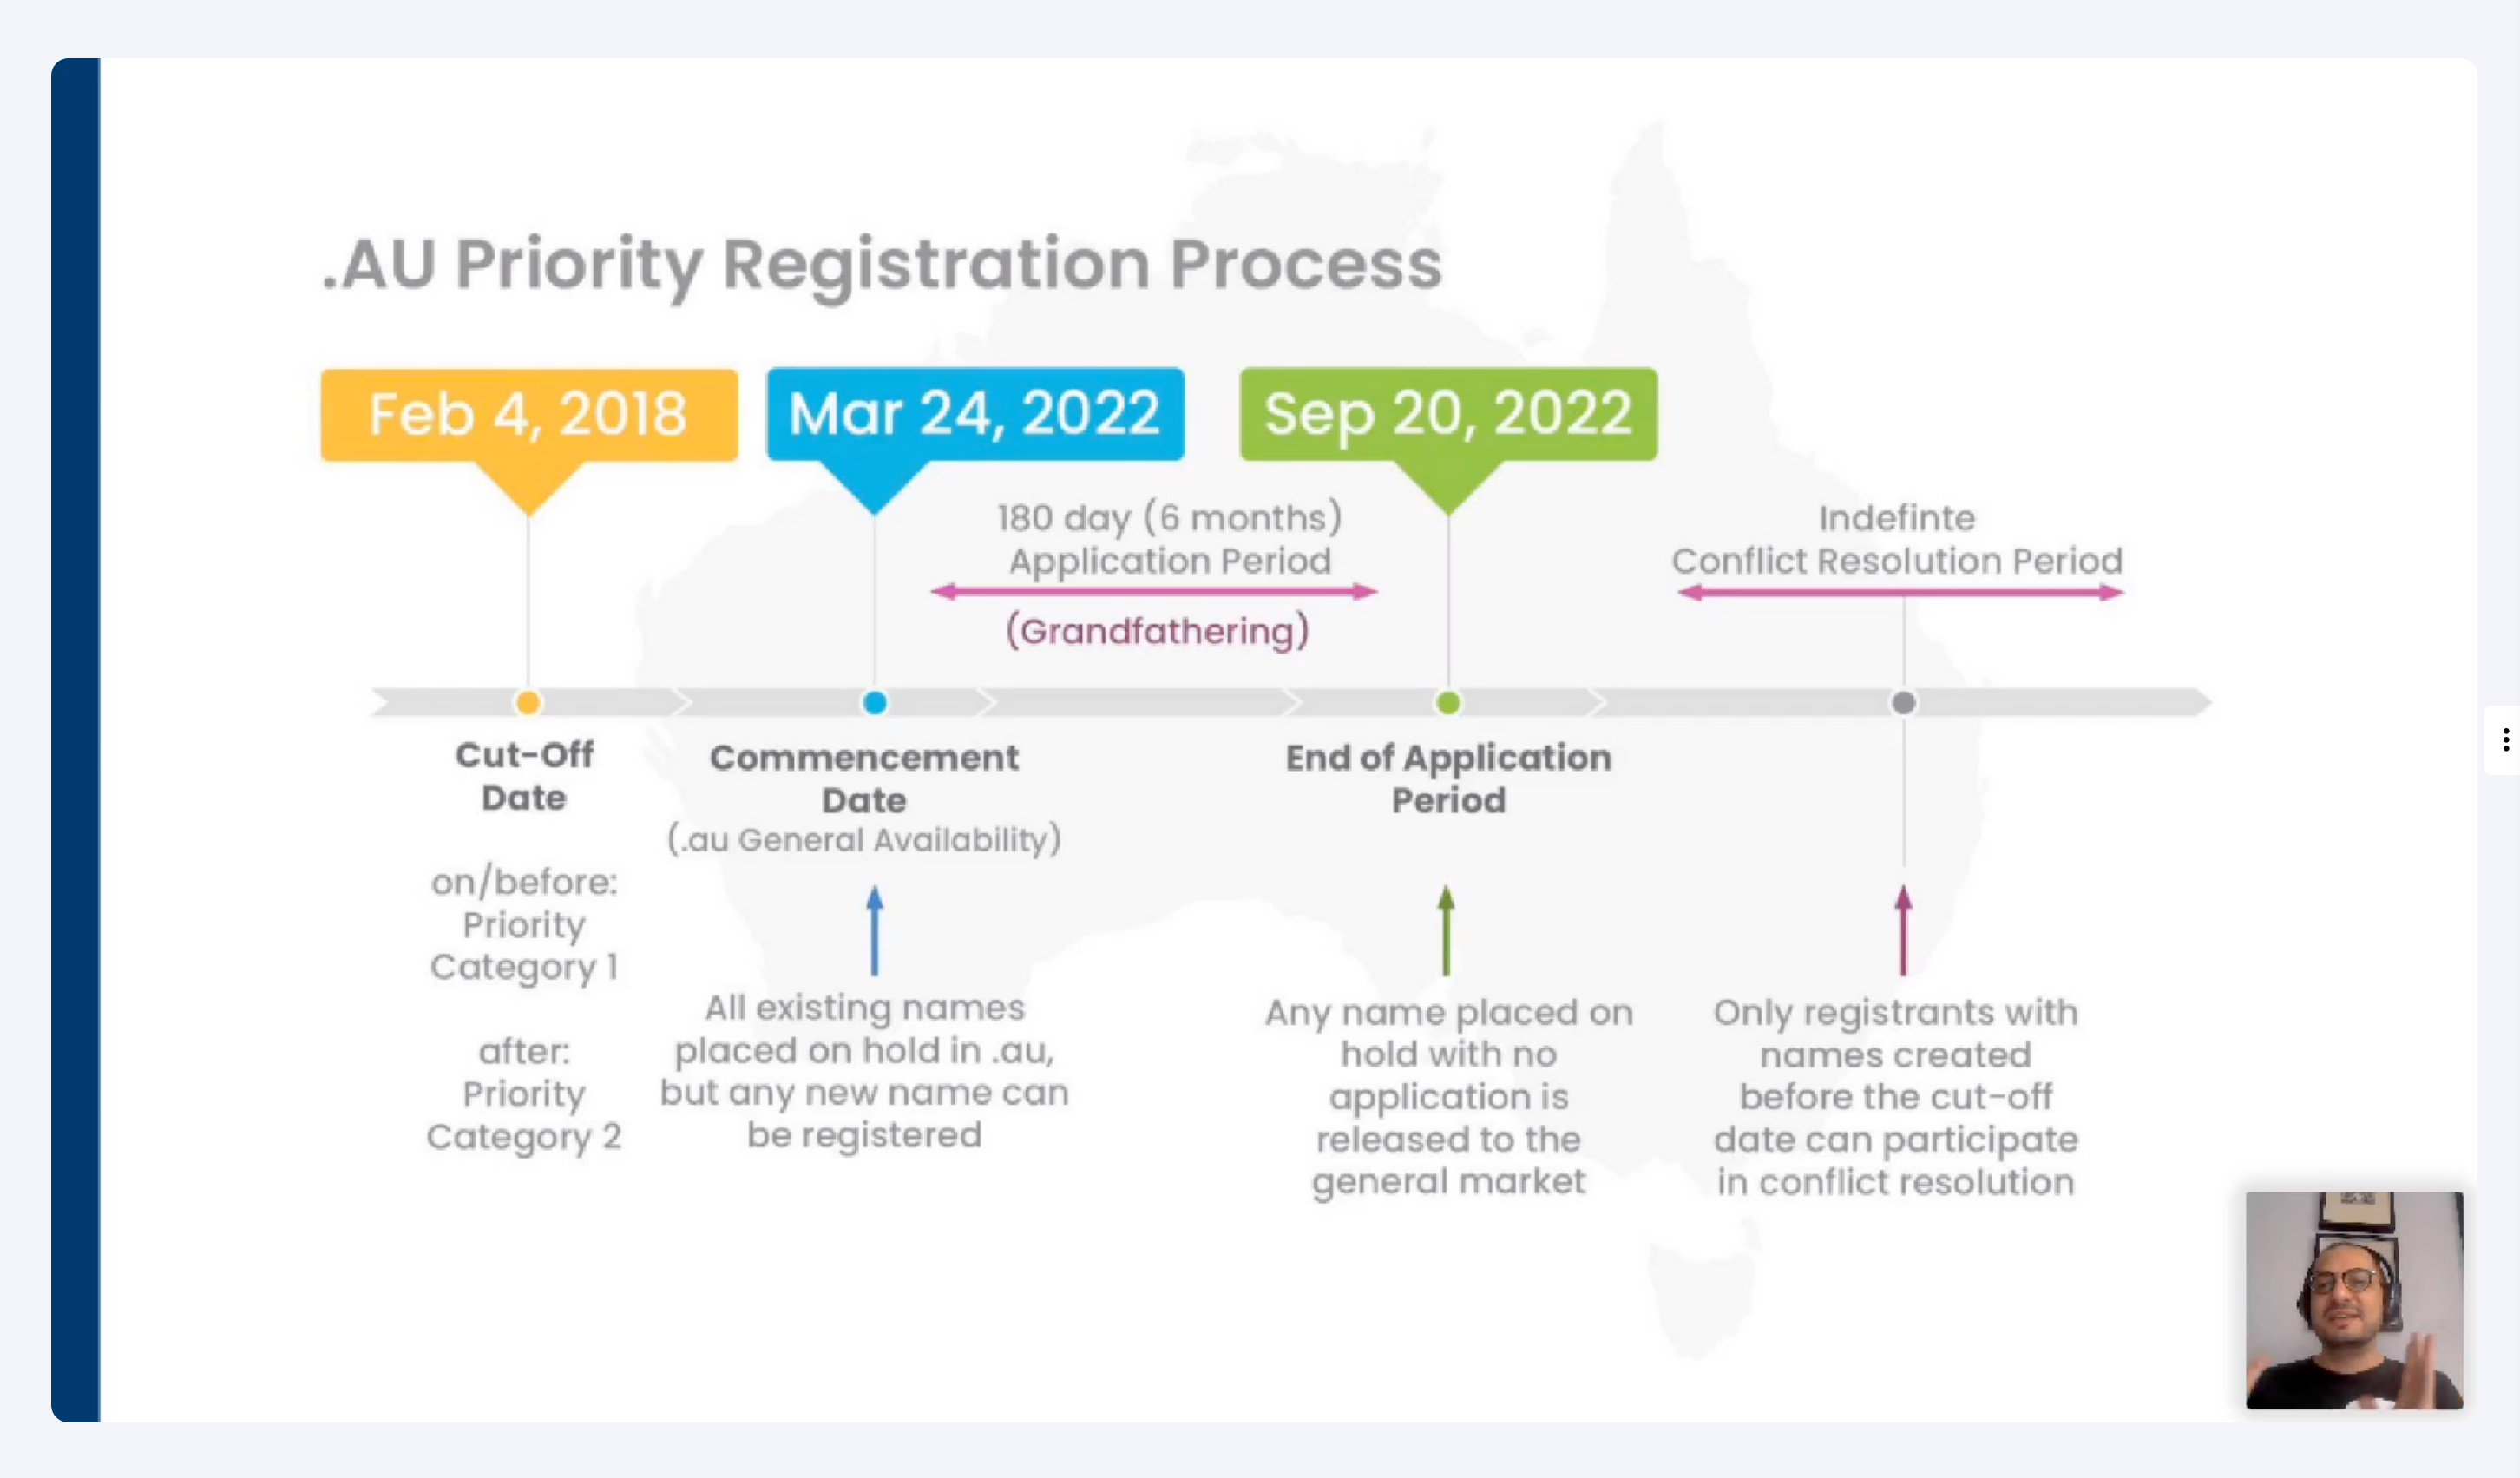 .AU Priority Registration Process
Feb 4, 2018
Mar 24, 2022
Sep 20, 2022
180 day (6 months)
Application Period
(Grandfathering)
Indefinte
Conflict Resolution Period
Cut-Off
Date
on/before:
Priority
Category 1
after:
Priority
Category 2
Commencement
Date
(.au General Availability)
All existing names
placed on hold in .au,
but any new name can
be registered
End of Application
Period
Any name placed on
hold with no
application is
released to the
general market
Only registrants with
names created
before the cut-off
date can participate
in conflict resolution